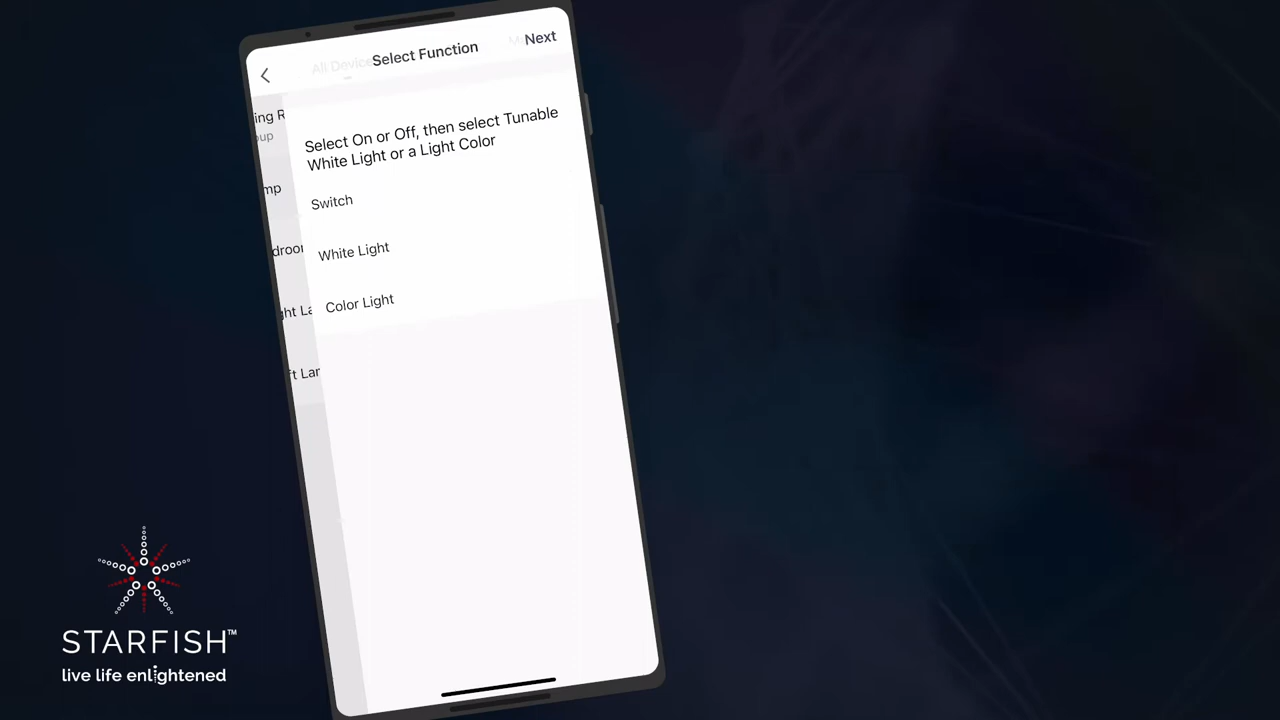 Select Function
Next
Select On or Off, then select Tunable
White Light or a Light Color
Switch
White Light
Color Light
STARFISH™
live life enlightened